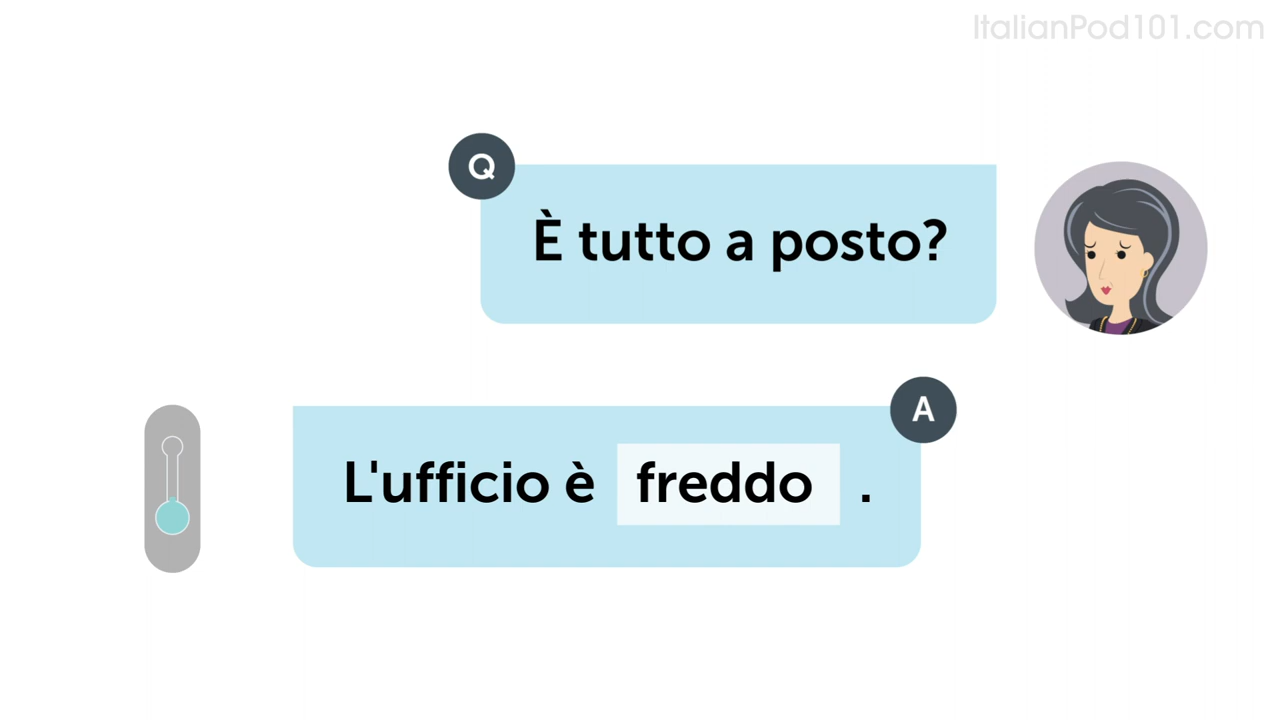 ItalianPod101.com
Q
È tutto a posto?
A
L'ufficio è freddo .